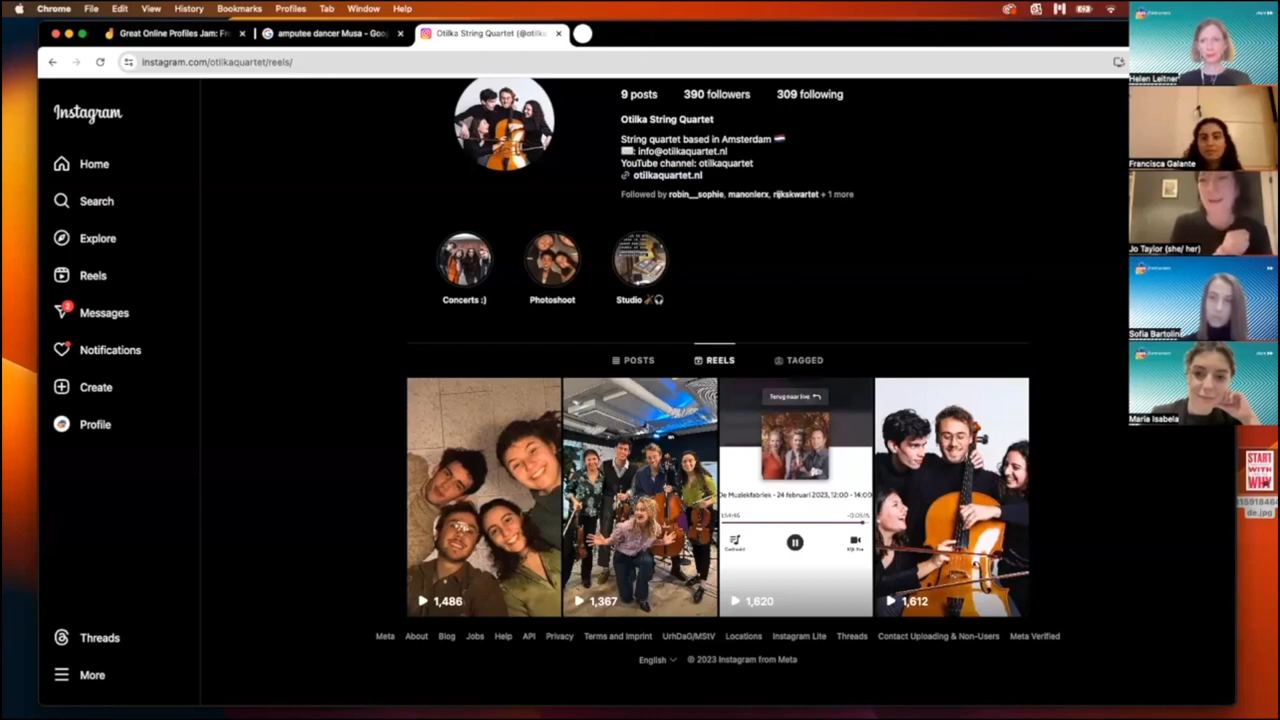 Chrome File Edit View History Bookmarks Profiles Tab Window Help
Great Online Profiles Jam: Fr
amputee dancer Musa - Goo
Otilka String Quartet (@otilka
instagram.com/otilkaquartet/reels/
Instagram
Home
Search
Explore
Reels
2
Messages
Notifications
Create
Profile
Threads
More
9 posts 390 followers 309 following
Otilka String Quartet
String quartet based in Amsterdam
: info@otilkaquartet.nl
YouTube channel: otilkaquartet
otilkaquartet.nl
Followed by robin__sophie, manonlerx, rijkskwartet + 1 more
Concerts :) Photoshoot Studio
POSTS REELS TAGGED
Terug naar live
De Muziekfabriek - 24 februari 2023, 12:00 - 14:00
1,486 1,367 1,620 1,612
Meta About Blog Jobs Help API Privacy Terms and Imprint UrhDaG/MStV Locations Instagram Lite Threads Contact Uploading & Non-Users Meta Verified
English © 2023 Instagram from Meta
Helen Leitner
Francisca Galante
Jo Taylor (she/ her)
Sofia Bartolini
Maria Isabela
START
WITH
WHY
de.jpg